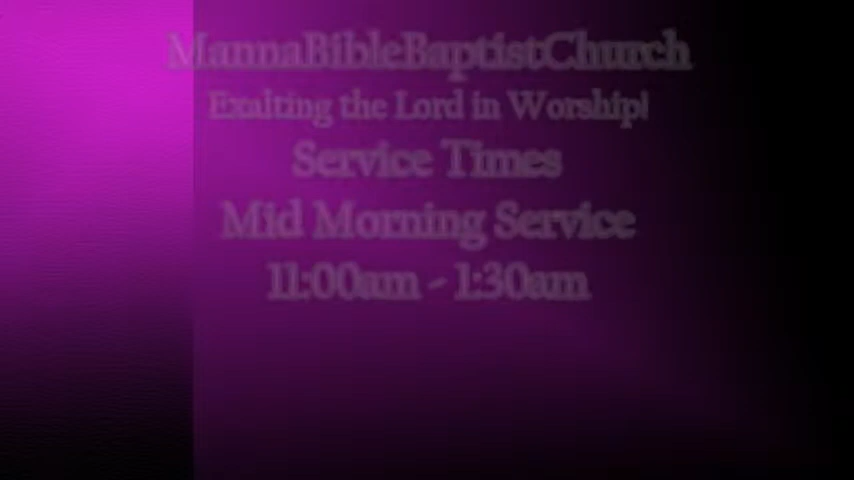 MannaBibleBaptistChurch
Exalting the Lord in Worship!
Service Times
Mid Morning Service
11:00am - 1:30am